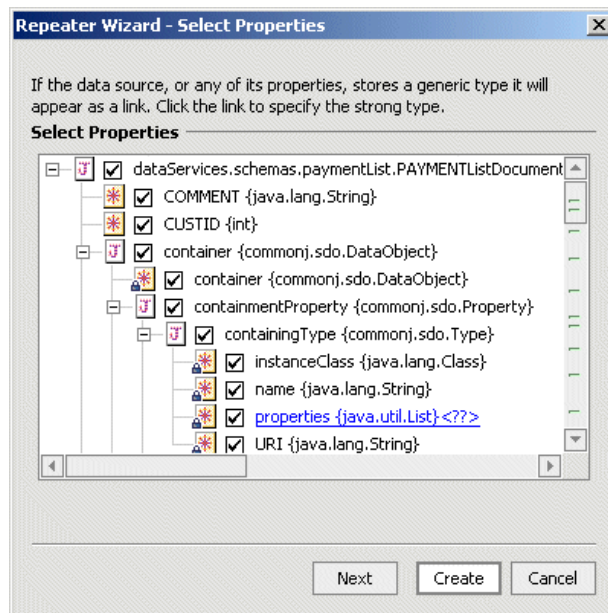 Repeater Wizard - Select Properties
If the data source, or any of its properties, stores a generic type it will
appear as a link. Click the link to specify the strong type.
Select Properties
dataServices.schemas.paymentList.PAYMENTListDocument
COMMENT {java.lang.String}
CUSTID {int}
container {commonj.sdo.DataObject}
container {commonj.sdo.DataObject}
containmentProperty {commonj.sdo.Property}
containingType {commonj.sdo.Type}
instanceClass {java.lang.Class}
name {java.lang.String}
properties {java.util.List}<??>
URI {java.lang.String}
Next Create Cancel